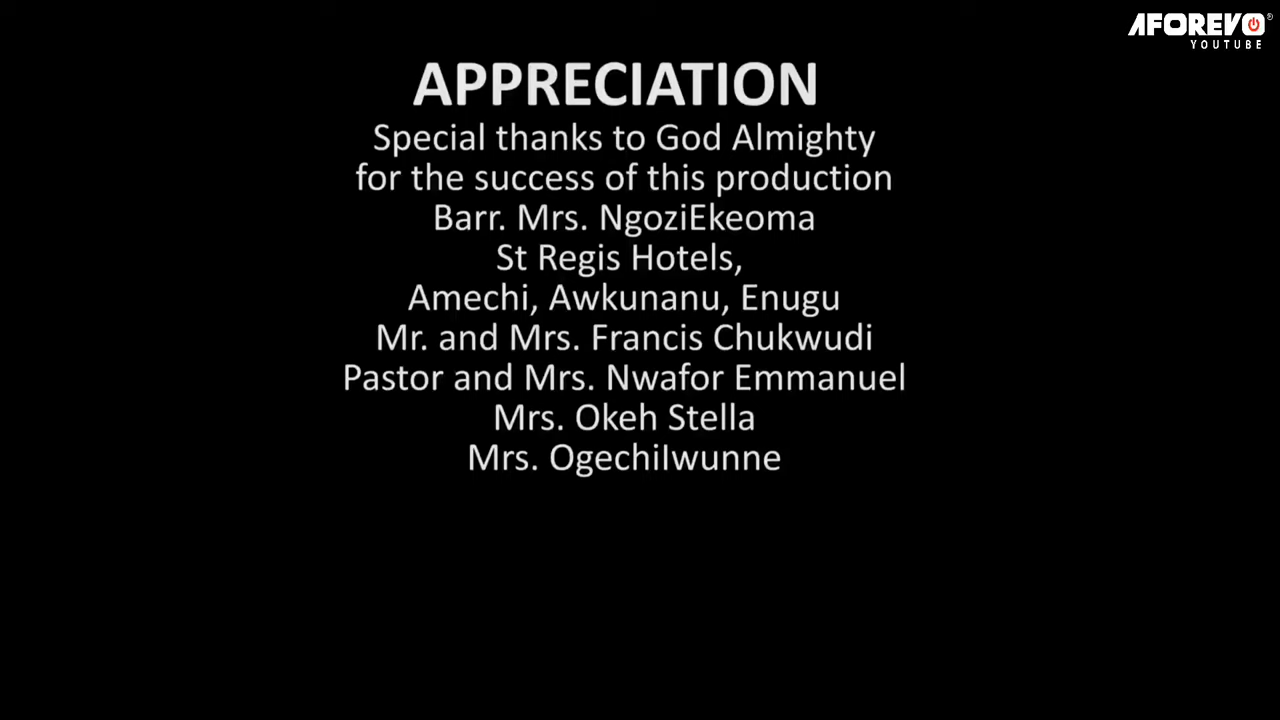 AFOREVO®
YOUTUBE
APPRECIATION
Special thanks to God Almighty
for the success of this production
Barr. Mrs. NgoziEkeoma
St Regis Hotels,
Amechi, Awkunanu, Enugu
Mr. and Mrs. Francis Chukwudi
Pastor and Mrs. Nwafor Emmanuel
Mrs. Okeh Stella
Mrs. OgechiIwunne